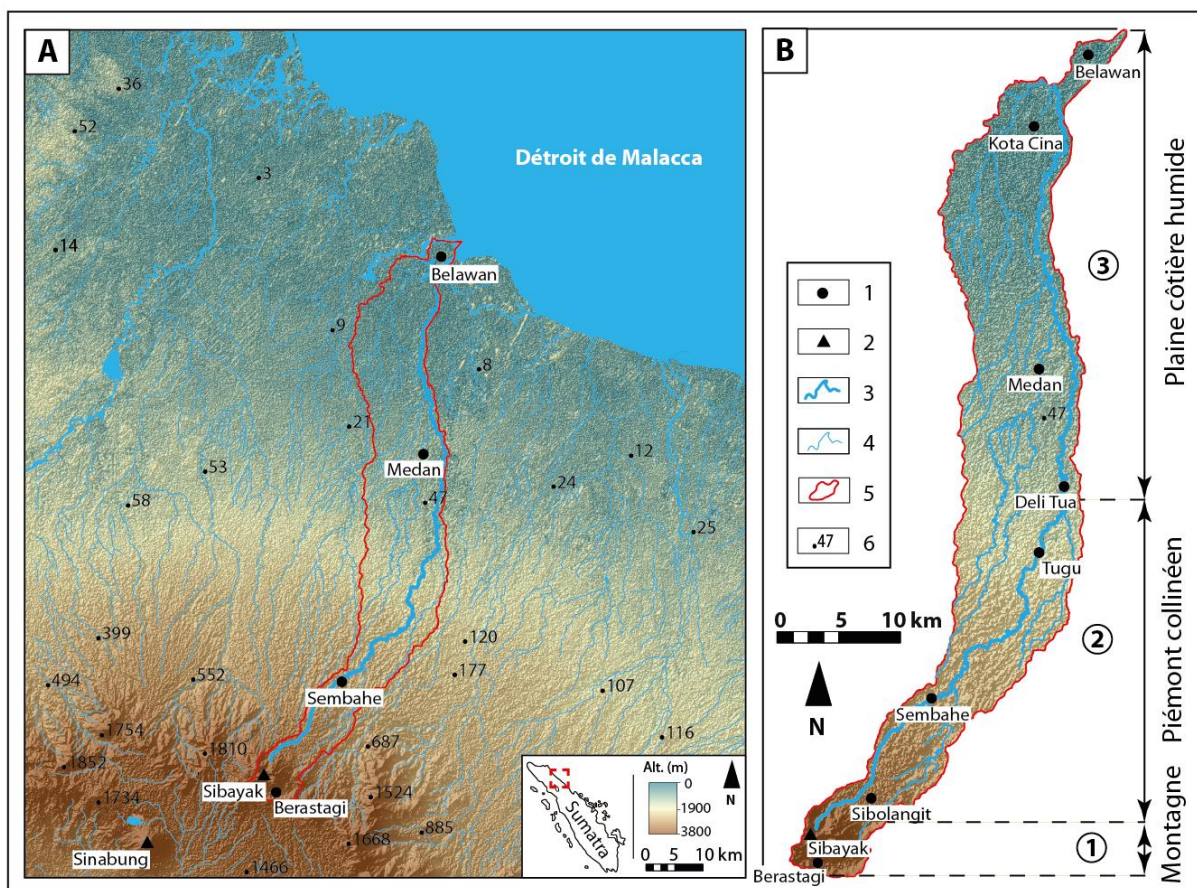 A
36
52
Détroit de Malacca
3
14
Belawan
9
8
21
12
Medan
53
24
47
58
25
399
120
177
494
552
107
Sembahe
1754
116
1810
687
1852
Sibayak
1734
Berastagi
1524
885
Sinabung
1668
1466
Sumatra
Alt. (m)
0
1900
3800
N
0 5 10 km
B
Belawan
Kota Cina
Medan
47
Deli Tua
Tugu
Sembahe
Sibolangit
Sibayak
Berastagi
1
2
3
4
5
47 6
0 5 10 km
N
3
2
1
Plaine côtière humide
Piémont collinéen
Montagne